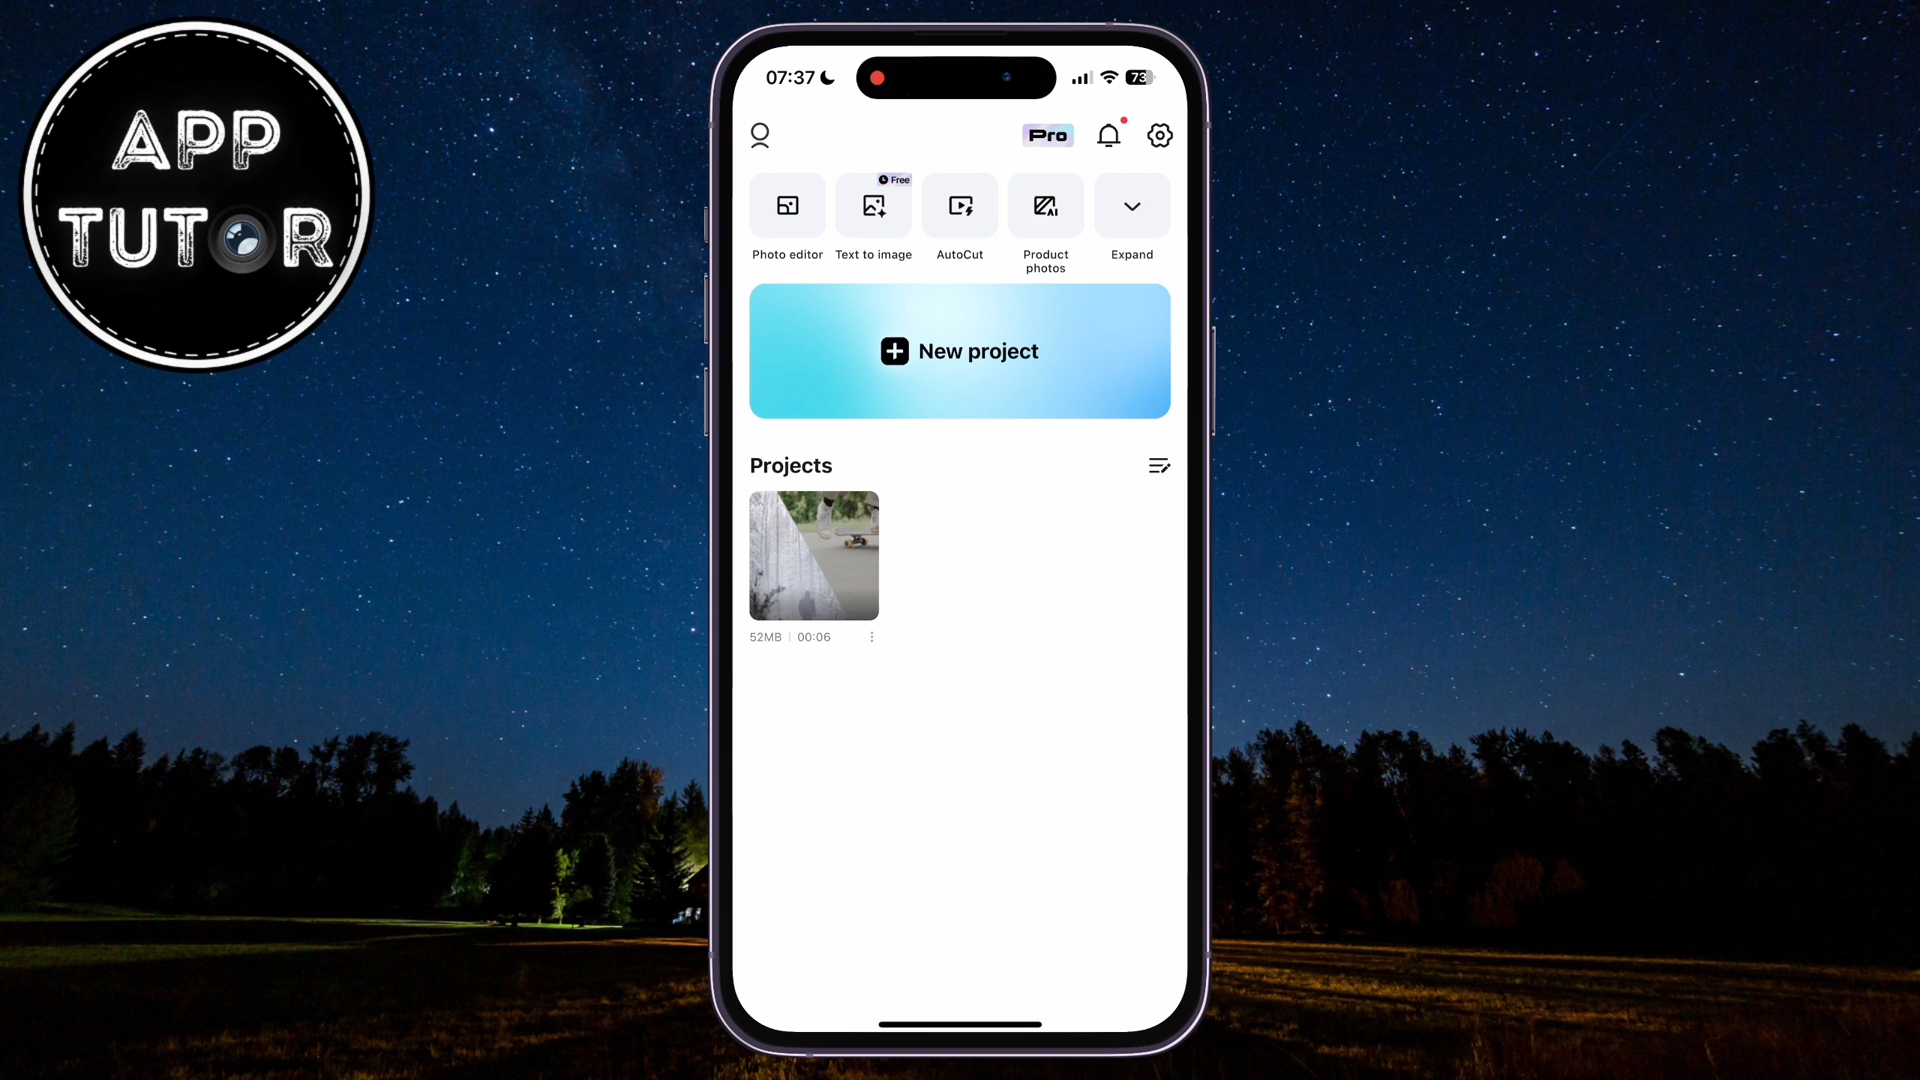 APP
TUTOR
07:37
73
Pro
Free
Photo editor
Text to image
AutoCut
Product
photos
Expand
AI
New project
Projects
52MB
00:06